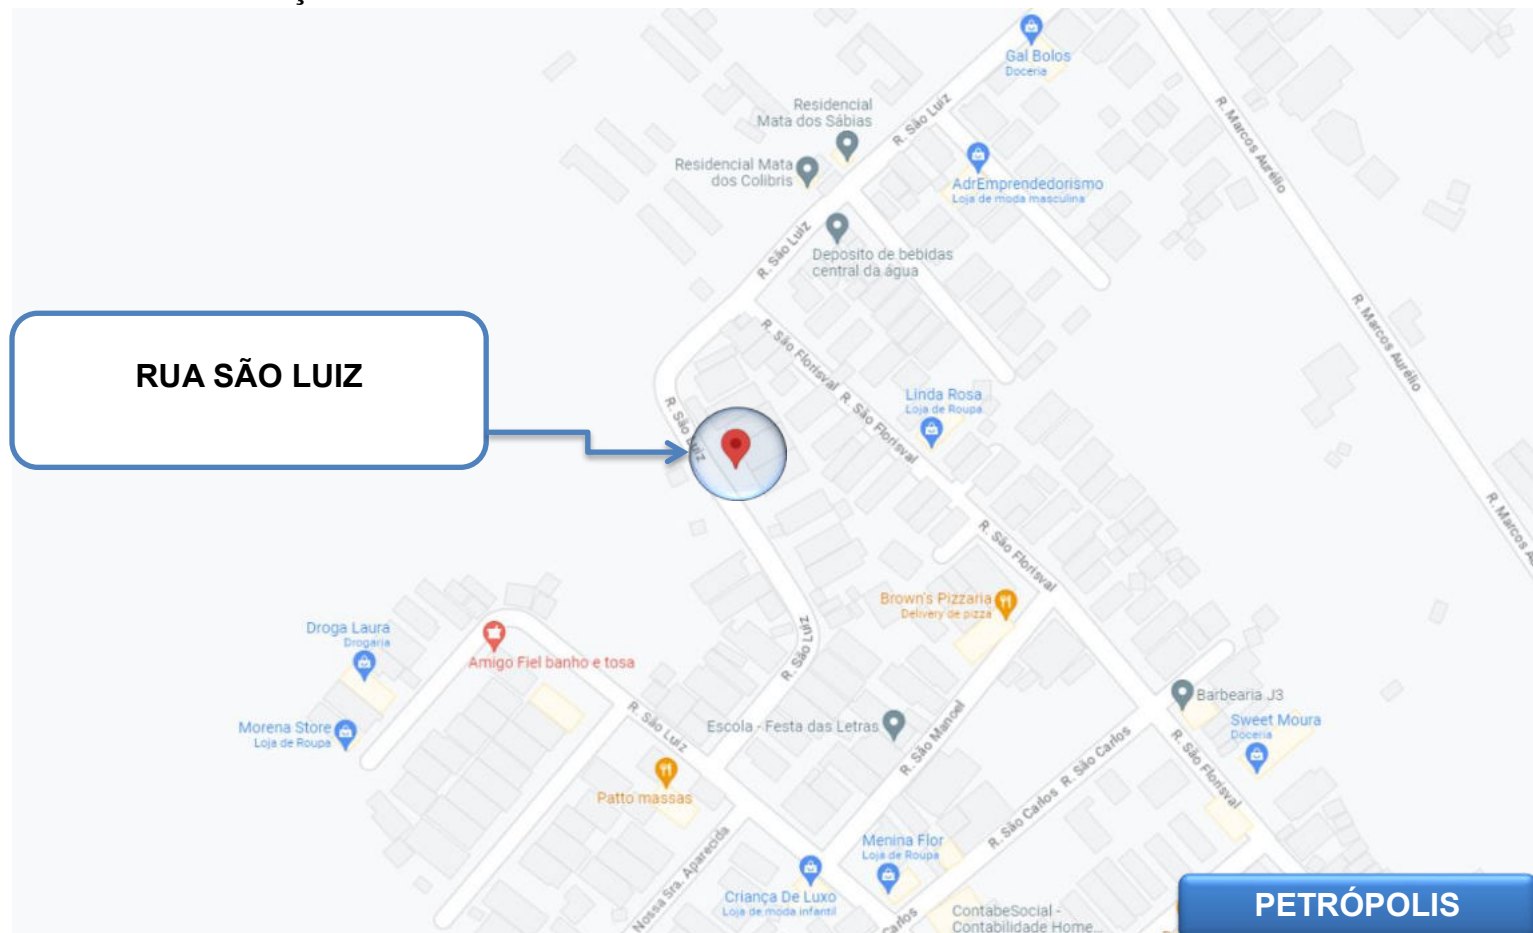 Gal Bolos
Doceria
Residencial
Mata dos Sábias
R. São Luiz
R. Marcos Aurélio
Residencial Mata
dos Colibris
AdrEmprendedorismo
Loja de moda masculina
R. São Luiz
Deposito de bebidas
central da água
R. Marcos Aurélio
RUA SÃO LUIZ
R. São Florisval
R. São Florisval
R. São Luiz
Linda Rosa
Loja de Roupa
R. Marcos A
R. São Florisval
Brown's Pizzaria
Delivery de pizza
R. São Luiz
Droga Laura
Drogaria
Amigo Fiel banho e tosa
Barbearia J3
Morena Store
Loja de Roupa
R. São Luiz
Escola - Festa das Letras
R. São Manoel
R. São Carlos
R. São Carlos
R. São Florisval
Sweet Moura
Doceria
Patto massas
Nossa Sra. Aparecida
Menina Flor
Loja de Roupa
Criança De Luxo
Loja de moda infantil
arlos
ContabeSocial -
Contabilidade Home...
PETRÓPOLIS